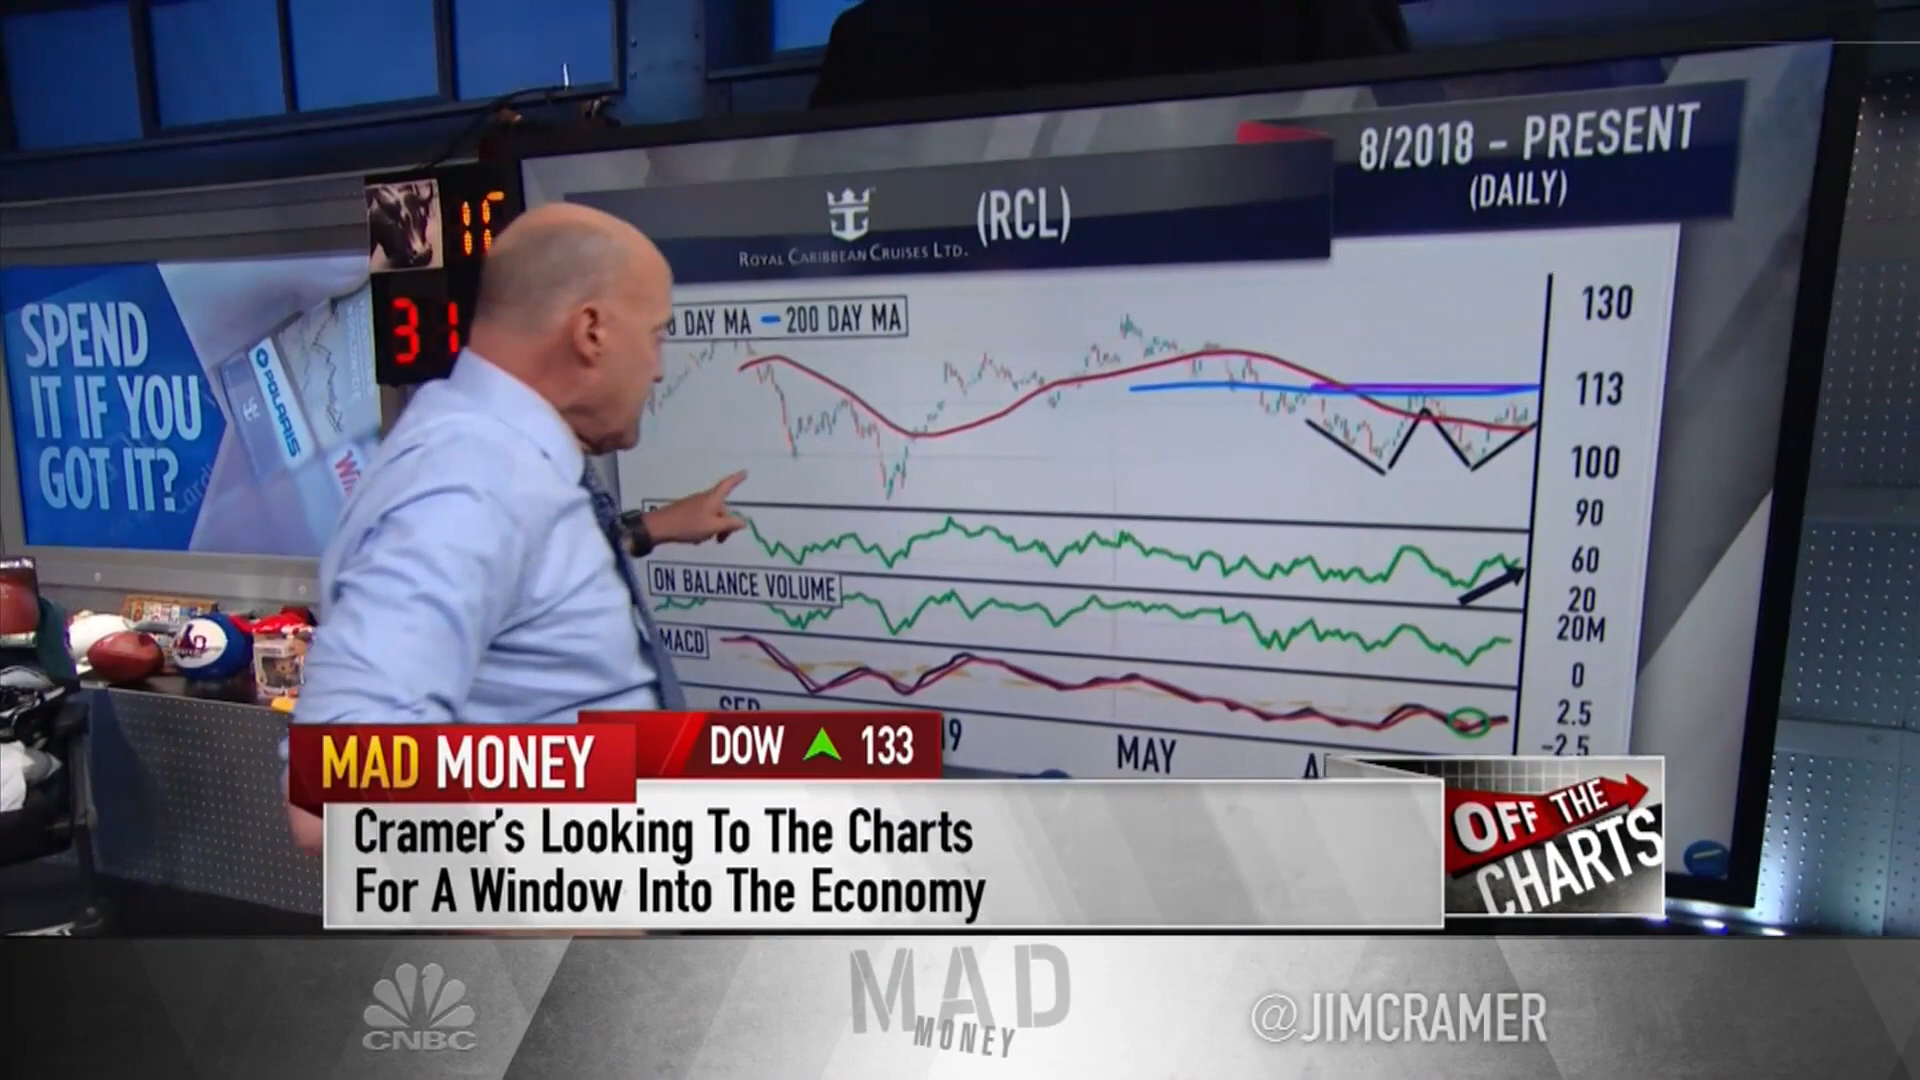 8/2018 – PRESENT
(DAILY)
(RCL)
ROYAL CARIBBEAN CRUISES LTD.
DAY MA
200 DAY MA
130
113
100
90
60
20
20M
0
2.5
-2.5
ON BALANCE VOLUME
MACD
SEP
19
MAY
SPEND
IT IF YOU
GOT IT?
POLARIS
31
MAD MONEY
DOW 133
Cramer's Looking To The Charts
For A Window Into The Economy
OFF THE
CHARTS
CNBC
MAD
MONEY
@JIMCRAMER